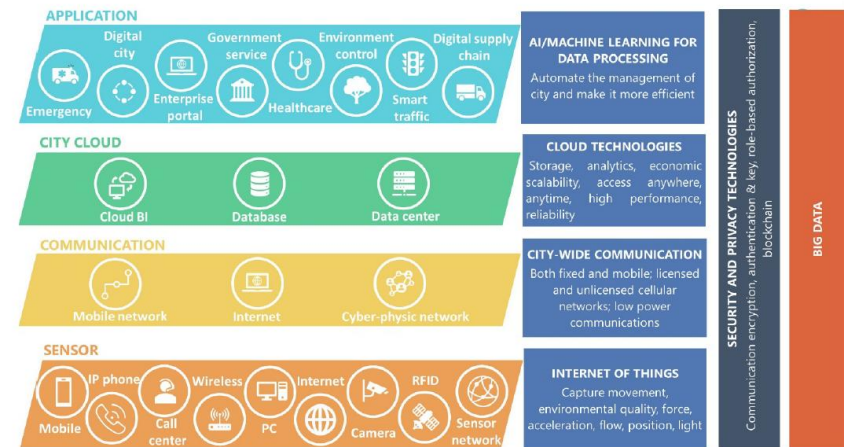 APPLICATION
Digital
city
Government
service
Environment
control
Digital supply
chain
Emergency
Enterprise
portal
Healthcare
Smart
traffic
AI/MACHINE LEARNING FOR
DATA PROCESSING
Automate the management of
city and make it more efficient
CITY CLOUD
Cloud BI
Database
Data center
CLOUD TECHNOLOGIES
Storage, analytics, economic
scalability, access anywhere,
anytime, high performance,
reliability
COMMUNICATION
Mobile network
Internet
Cyber-physic network
CITY-WIDE COMMUNICATION
Both fixed and mobile; licensed
and unlicensed cellular
networks; low power
communications
SENSOR
IP phone
Wireless
Internet
RFID
Mobile
Call
center
PC
Camera
Sensor
network
INTERNET OF THINGS
Capture movement,
environmental quality, force,
acceleration, flow, position, light
SECURITY AND PRIVACY TECHNOLOGIES
Communication encryption, authentication & key, role-based authorization,
blockchain
BIG DATA